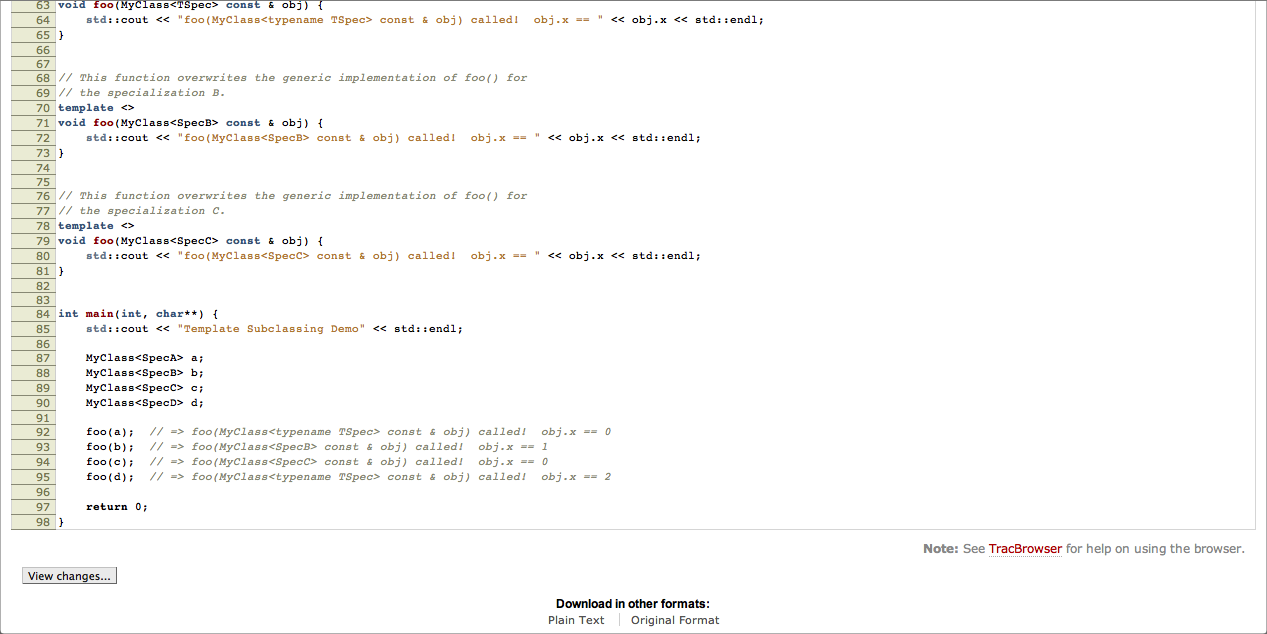 63 void foo(MyClass<TSpec> const & obj) {
64     std::cout << "foo(MyClass<typename TSpec> const & obj) called!  obj.x == " << obj.x << std::endl;
65 }
66
67
68 // This function overwrites the generic implementation of foo() for
69 // the specialization B.
70 template <>
71 void foo(MyClass<SpecB> const & obj) {
72     std::cout << "foo(MyClass<SpecB> const & obj) called!  obj.x == " << obj.x << std::endl;
73 }
74
75
76 // This function overwrites the generic implementation of foo() for
77 // the specialization C.
78 template <>
79 void foo(MyClass<SpecC> const & obj) {
80     std::cout << "foo(MyClass<SpecC> const & obj) called!  obj.x == " << obj.x << std::endl;
81 }
82
83
84 int main(int, char**) {
85     std::cout << "Template Subclassing Demo" << std::endl;
86
87     MyClass<SpecA> a;
88     MyClass<SpecB> b;
89     MyClass<SpecC> c;
90     MyClass<SpecD> d;
91
92     foo(a);  // => foo(MyClass<typename TSpec> const & obj) called!  obj.x == 0
93     foo(b);  // => foo(MyClass<SpecB> const & obj) called!  obj.x == 1
94     foo(c);  // => foo(MyClass<SpecC> const & obj) called!  obj.x == 0
95     foo(d);  // => foo(MyClass<typename TSpec> const & obj) called!  obj.x == 2
96
97     return 0;
98 }
Note: See TracBrowser for help on using the browser.
View changes...
Download in other formats:
Plain Text
Original Format